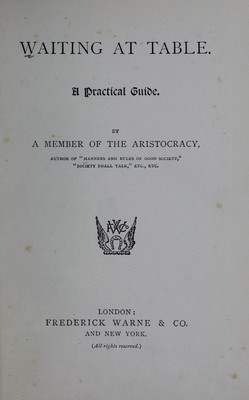 WAITING AT TABLE.
A Practical Guide.
BY
A MEMBER OF THE ARISTOCRACY,
AUTHOR OF "MANNERS AND RULES OF GOOD SOCIETY,"
"SOCIETY SMALL TALK," ETC., ETC.
LONDON:
FREDERICK WARNE & CO.
AND NEW YORK.
(All rights reserved.)